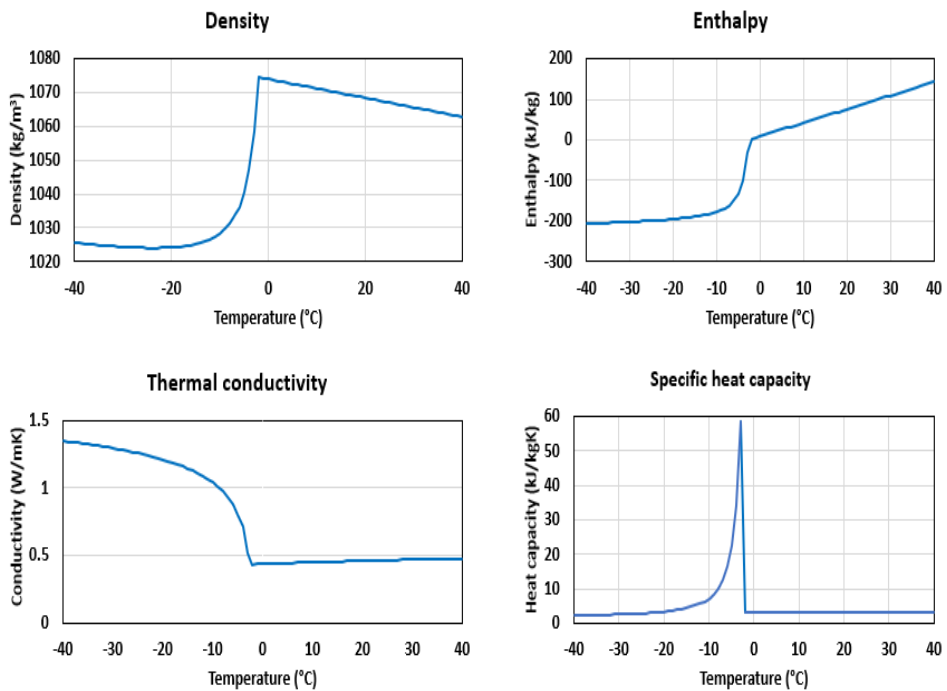 Density
1080
1070
1060
1050
1040
1030
1020
Density (kg/m³)
-40 -20 0 20 40
Temperature (°C)
Enthalpy
200
100
0
-100
-200
-300
Enthalpy (kJ/kg)
-40 -30 -20 -10 0 10 20 30 40
Temperature (°C)
Thermal conductivity
1.5
1
0.5
0
Conductivity (W/mK)
-40 -30 -20 -10 0 10 20 30 40
Temperature (°C)
Specific heat capacity
60
50
40
30
20
10
0
Heat capacity (kJ/kgK)
-40 -30 -20 -10 0 10 20 30 40
Temperature (°C)